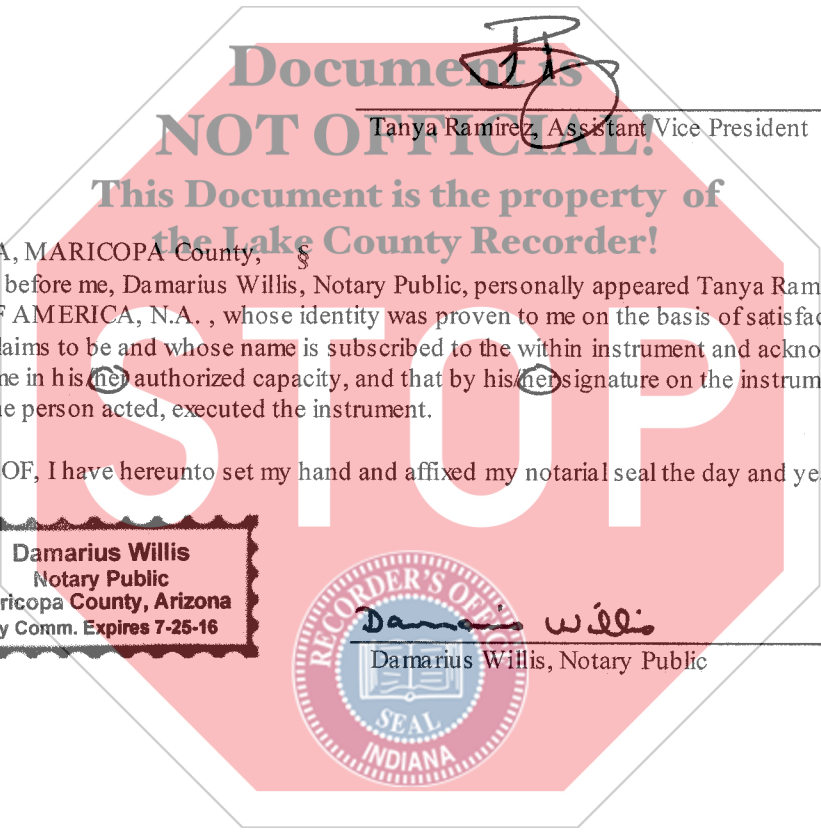 Document is
NOT OFFICIAL!
Tanya Ramirez, Assistant Vice President
This Document is the property of
the Lake County Recorder!
A, MARICOPA County, §
before me, Damarius Willis, Notary Public, personally appeared Tanya Ram
F AMERICA, N.A. , whose identity was proven to me on the basis of satisfac
laims to be and whose name is subscribed to the within instrument and ackno
me in his/her authorized capacity, and that by his/her signature on the instrum
he person acted, executed the instrument.
STOP
OF, I have hereunto set my hand and affixed my notarial seal the day and ye
Damarius Willis
Notary Public
ricopa County, Arizona
y Comm. Expires 7-25-16
RECORDER'S OFFICE
SEAL
INDIANA
Damarius Willis
Damarius Willis, Notary Public